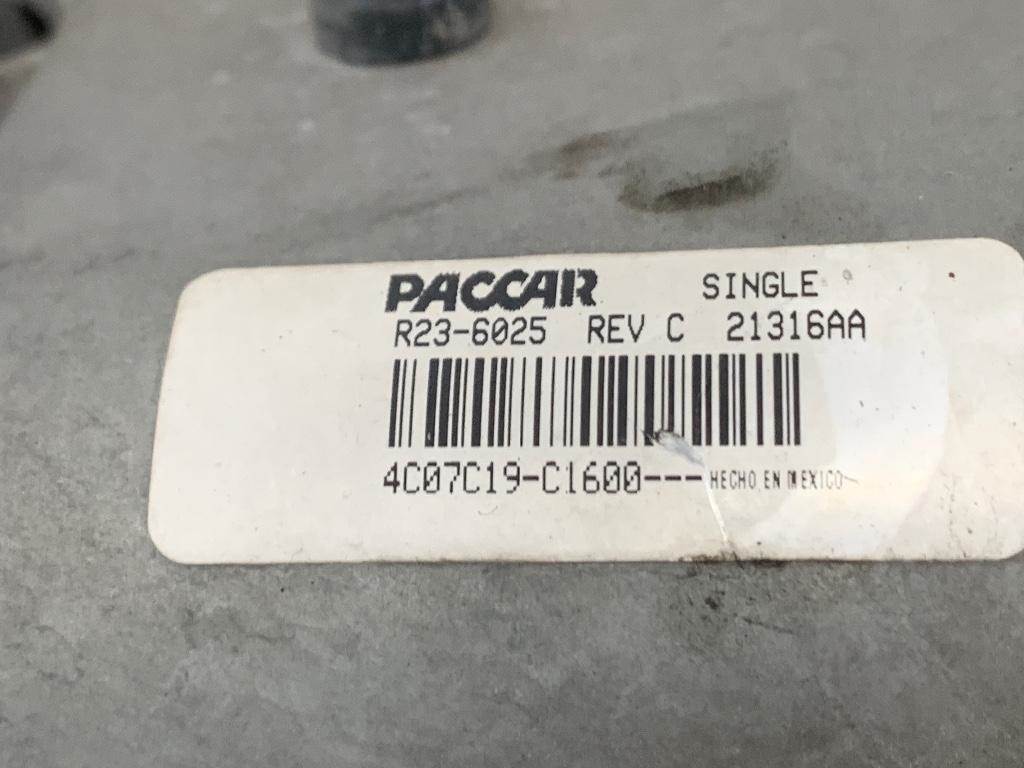 PACCAR SINGLE
R23-6025 REV C 21316AA
4C07C19-C1600--- HECHO EN MEXICO